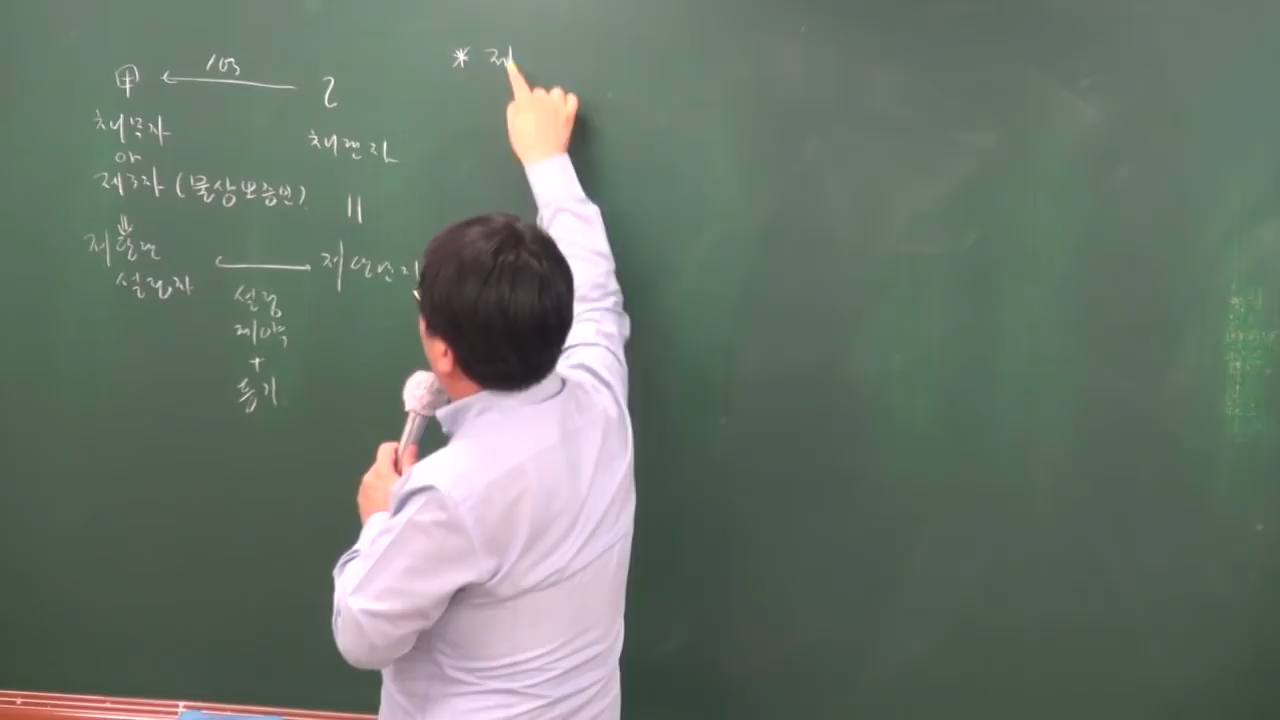 甲 ← 1억 乙
채무자
or
제3자 (물상보증인)
⇓
저당권
설정자
채권자
||
저당권자
↔
설정
계약
+
등기
* 저